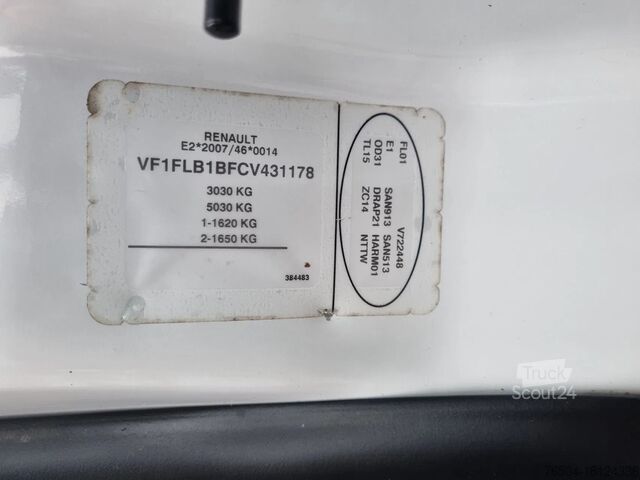 RENAULT
E2*2007/46*0014
VF1FLB1BFCV431178
3030 KG
5030 KG
1-1620 KG
2-1650 KG
384483
FL01 V722448
E1 SAN913 SAN513
OD31 DRAP21 HARM01
TL15 ZC14 NTTW
Truck
Scout24